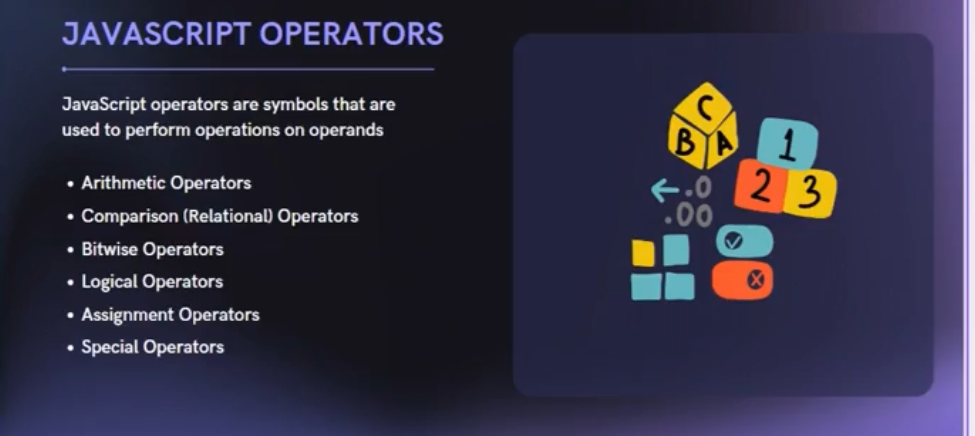 JAVASCRIPT OPERATORS
JavaScript operators are symbols that are
used to perform operations on operands
• Arithmetic Operators
• Comparison (Relational) Operators
• Bitwise Operators
• Logical Operators
• Assignment Operators
• Special Operators
C
B A
1
2 3
.0
.00